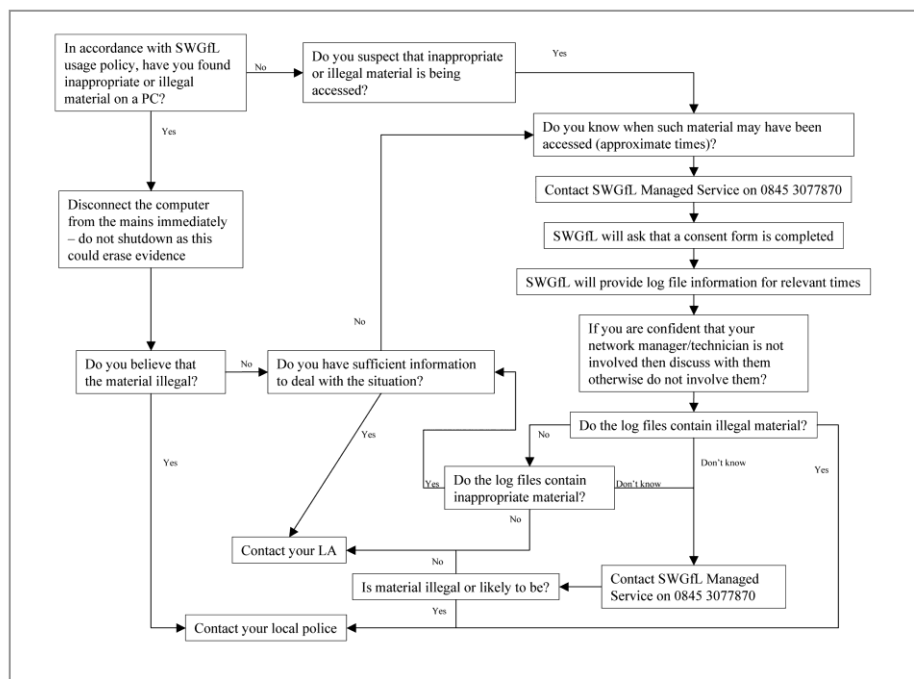 In accordance with SWGfL
usage policy, have you found
inappropriate or illegal
material on a PC?
No
Do you suspect that inappropriate
or illegal material is being
accessed?
Yes
Yes
Do you know when such material may have been
accessed (approximate times)?
Contact SWGfL Managed Service on 0845 3077870
Disconnect the computer
from the mains immediately
– do not shutdown as this
could erase evidence
SWGfL will ask that a consent form is completed
SWGfL will provide log file information for relevant times
No
If you are confident that your
network manager/technician is not
involved then discuss with them
otherwise do not involve them?
Do you believe that
the material illegal?
No
Do you have sufficient information
to deal with the situation?
Do the log files contain illegal material?
Yes
No
Don't know
Yes
Yes
Yes
Do the log files contain
inappropriate material?
Don't know
No
Contact your LA
No
Is material illegal or likely to be?
Contact SWGfL Managed
Service on 0845 3077870
Yes
Contact your local police